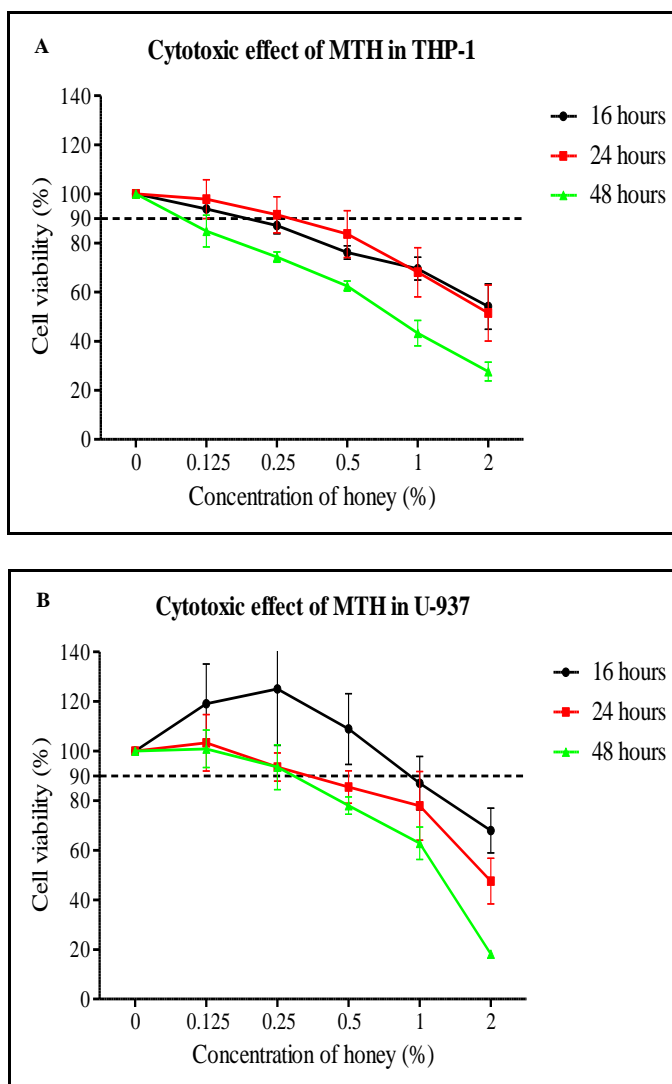 A
Cytotoxic effect of MTH in THP-1
140
120
100
90
80
60
40
20
0
Cell viability (%)
0 0.125 0.25 0.5 1 2
Concentration of honey (%)
16 hours
24 hours
48 hours
B
Cytotoxic effect of MTH in U-937
140
120
100
90
80
60
40
20
0
Cell viability (%)
0 0.125 0.25 0.5 1 2
Concentration of honey (%)
16 hours
24 hours
48 hours